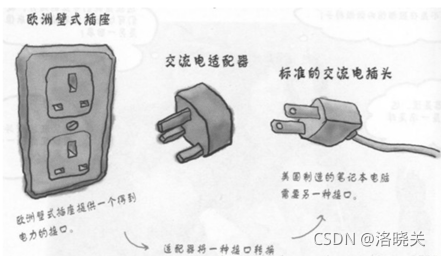 欧洲壁式插座
交流电适配器
标准的交流电插头
欧洲壁式插座提供一个得到
电力的接口。
美国制造的笔记本电脑
需要另一种接口。
适配器将一种接口转换
CSDN @洛晓关